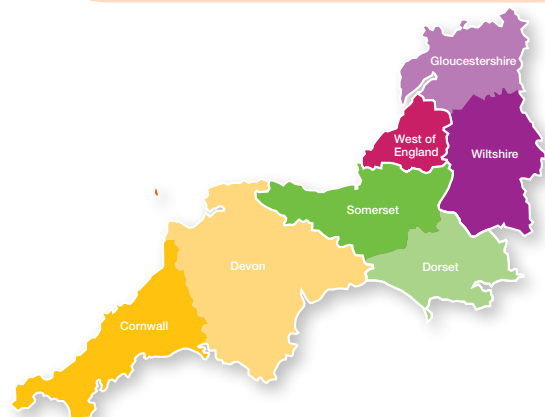 Gloucestershire
West of
England
Wiltshire
Somerset
Devon
Dorset
Cornwall